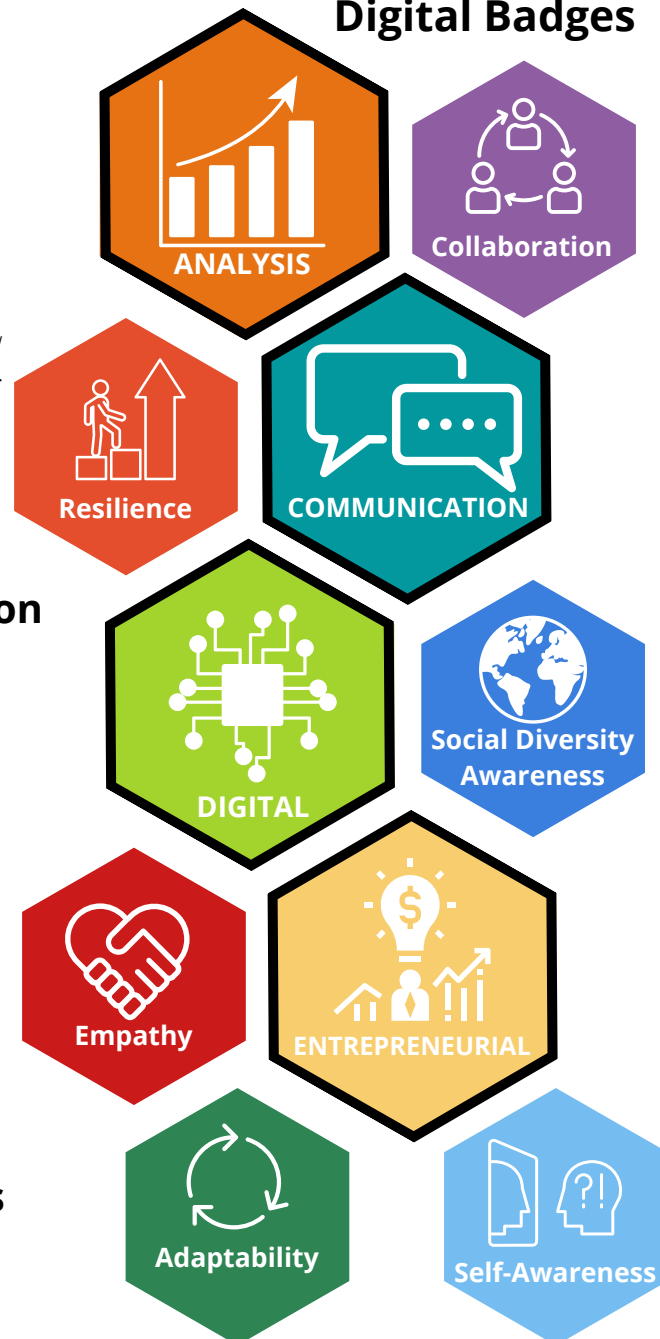 Digital Badges
ANALYSIS
Collaboration
Resilience
COMMUNICATION
on
DIGITAL
Social Diversity
Awareness
Empathy
ENTREPRENEURIAL
s
Adaptability
Self-Awareness
$
?!